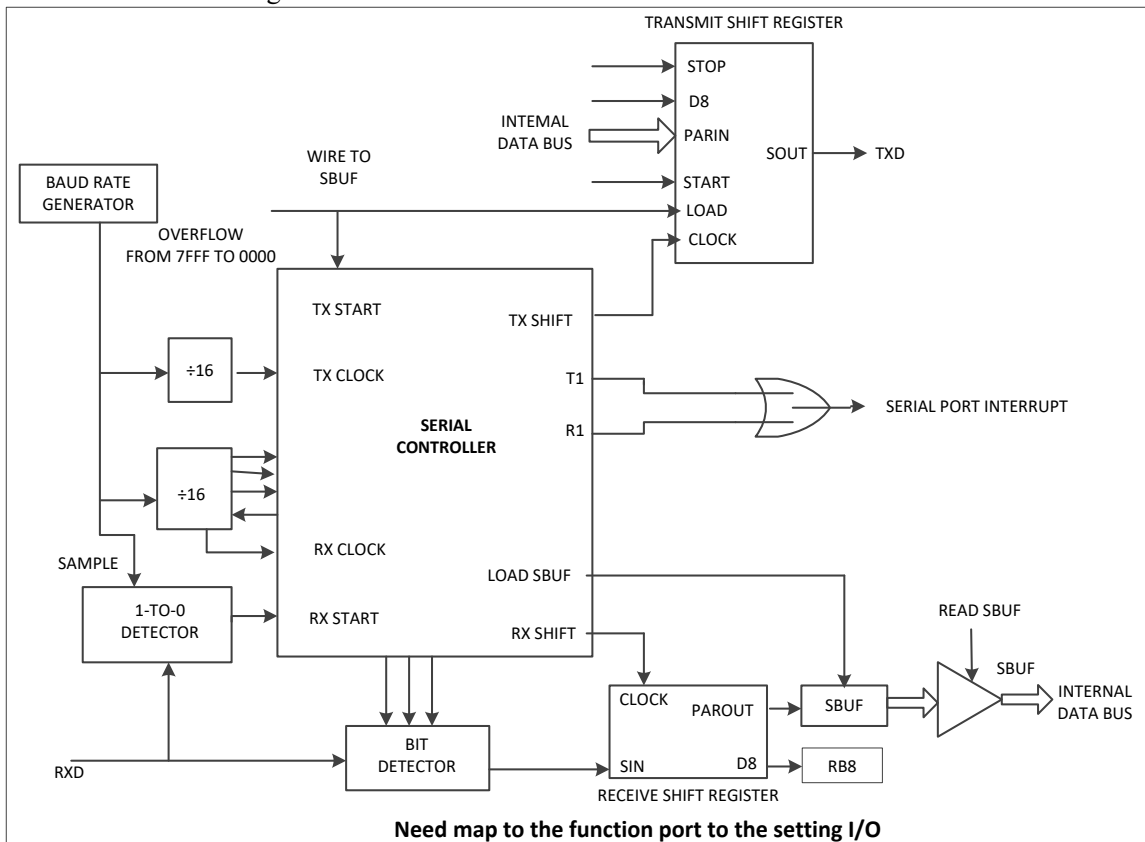 TRANSMIT SHIFT REGISTER
STOP
D8
INTEMAL
DATA BUS
PARIN
SOUT
TXD
WIRE TO
SBUF
START
BAUD RATE
GENERATOR
LOAD
CLOCK
OVERFLOW
FROM 7FFF TO 0000
TX START
TX SHIFT
÷16
TX CLOCK
T1
SERIAL
CONTROLLER
SERIAL PORT INTERRUPT
R1
÷16
RX CLOCK
SAMPLE
LOAD SBUF
1-TO-0
DETECTOR
RX START
RX SHIFT
READ SBUF
SBUF
CLOCK
PAROUT
SBUF
INTERNAL
DATA BUS
BIT
DETECTOR
RXD
SIN
D8
RB8
RECEIVE SHIFT REGISTER
Need map to the function port to the setting I/O